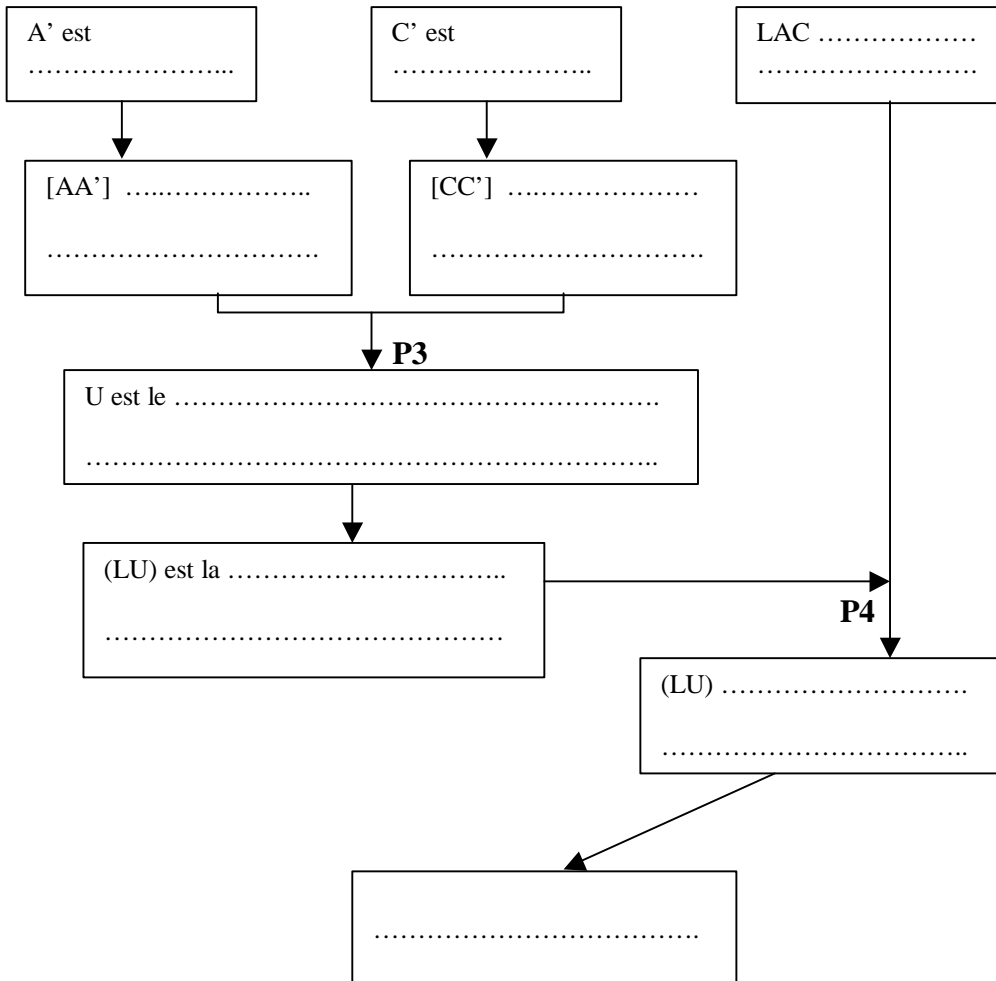 A’ est
……………………...
C’ est
…………………..
LAC ………………
…………………….
[AA’] …..……………..
…………………………..
[CC’] …..………………
………………………….
P3
U est le ……………………………………………….
………………………………………………………..
(LU) est la …………………………..
………………………………………
P4
(LU) ……………………….
……………………………..
……………………………….